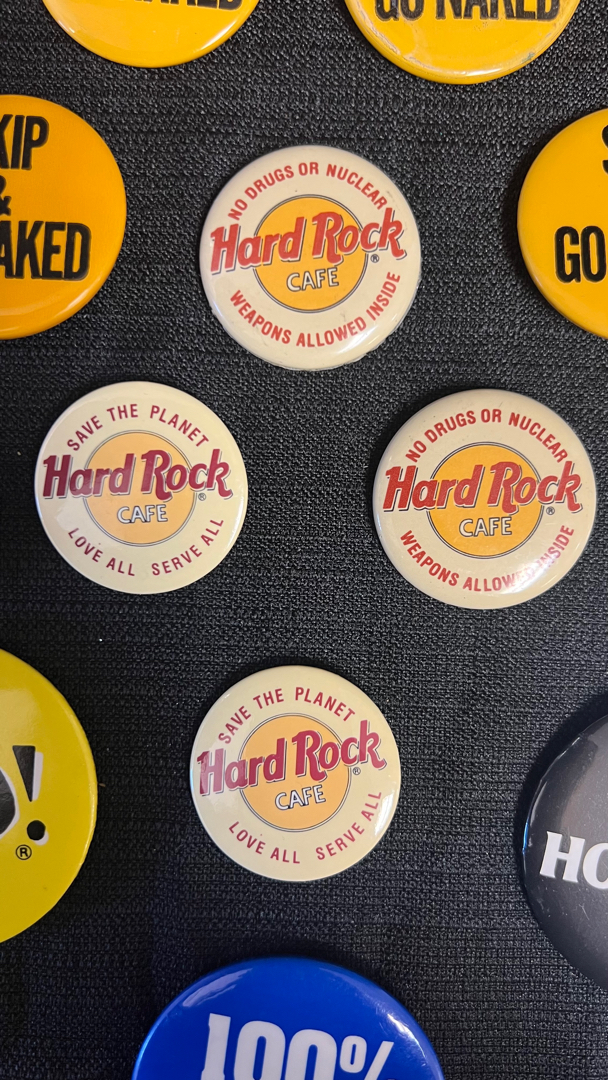 GO NAKED
&
NO DRUGS OR NUCLEAR
Hard Rock
CAFE
®
WEAPONS ALLOWED INSIDE
GO
SAVE THE PLANET
Hard Rock
CAFE
®
LOVE ALL SERVE ALL
NO DRUGS OR NUCLEAR
Hard Rock
CAFE
®
WEAPONS ALLOWED INSIDE
SAVE THE PLANET
Hard Rock
CAFE
®
LOVE ALL SERVE ALL
!
®
HO
100%